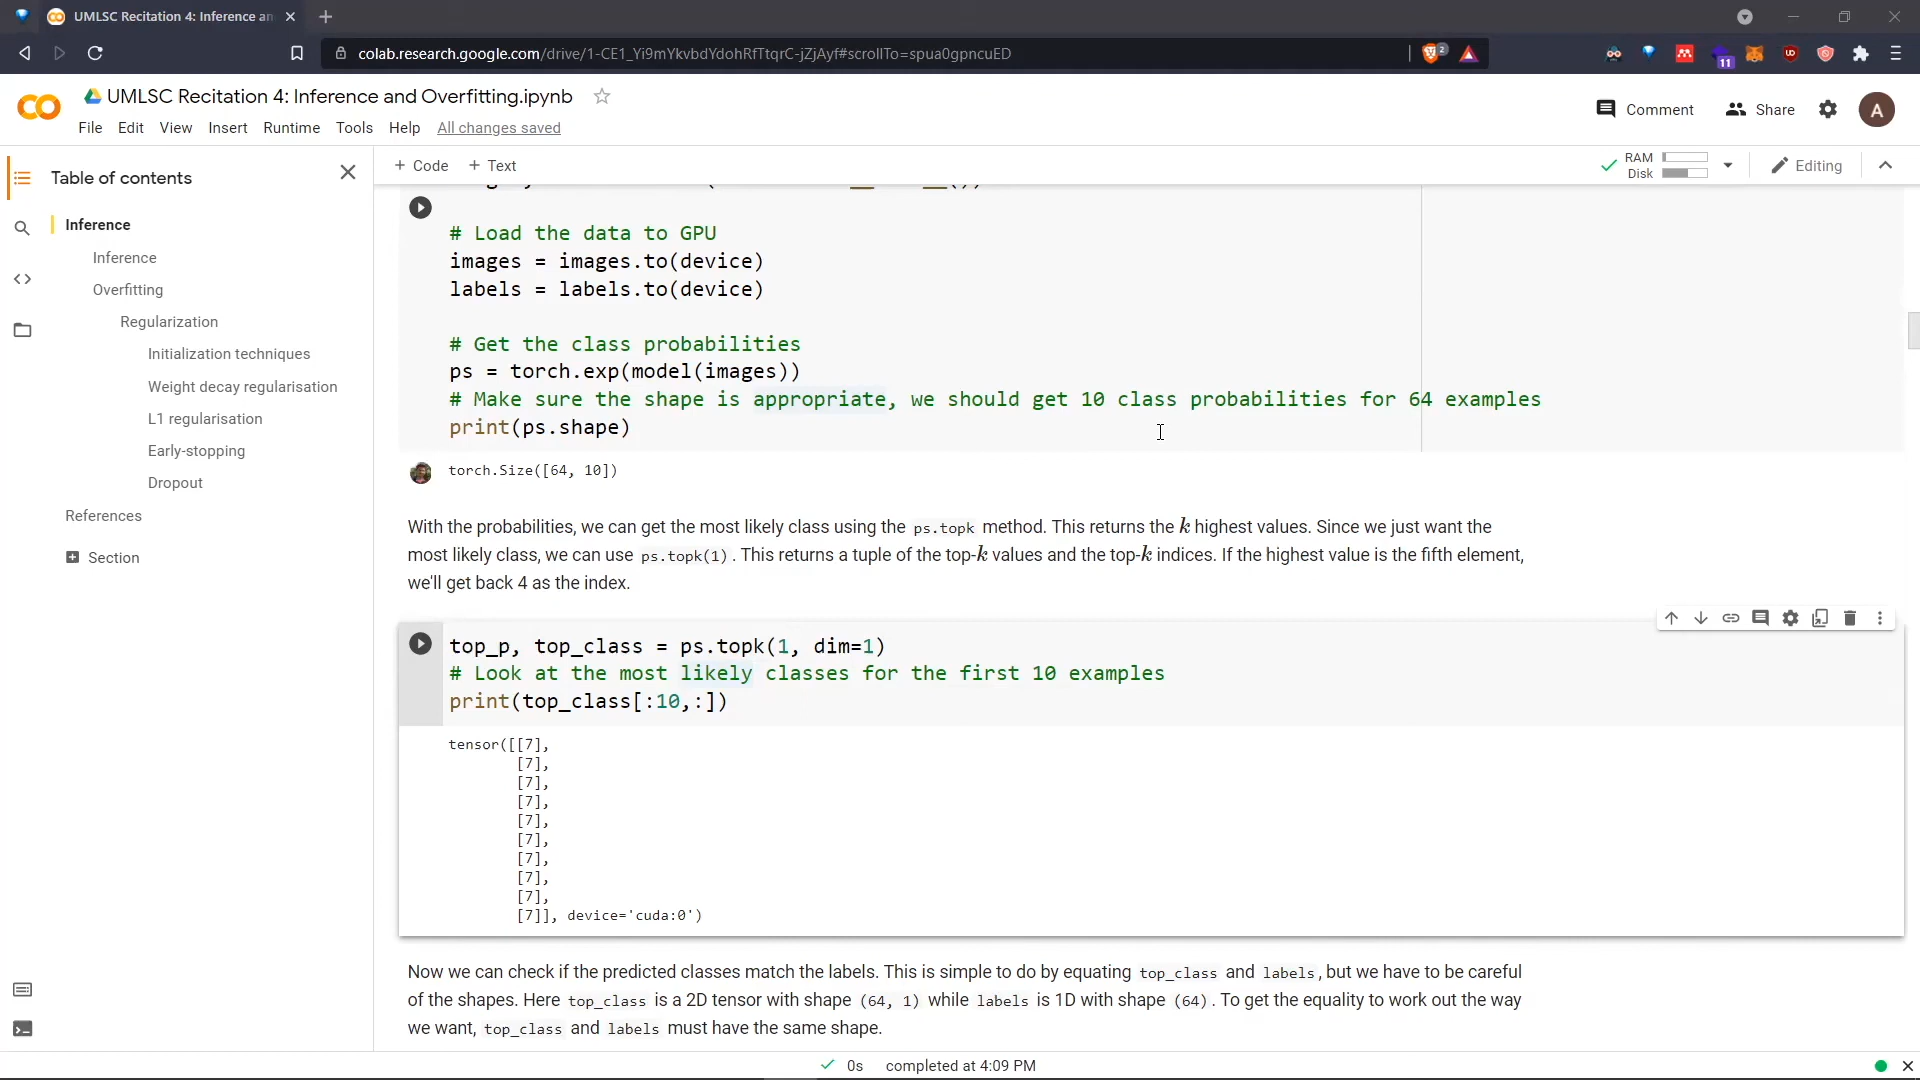 UMLSC Recitation 4: Inference an
colab.research.google.com/drive/1-CE1_Yi9mYkvbdYdohRfTtqrC-jZjAyf#scrollTo=spua0gpncuED
2
11
UMLSC Recitation 4: Inference and Overfitting.ipynb
Comment
Share
A
File Edit View Insert Runtime Tools Help All changes saved
Table of contents
+ Code + Text
RAM
Disk
Editing
Inference
Inference
Overfitting
Regularization
Initialization techniques
Weight decay regularisation
L1 regularisation
Early-stopping
Dropout
References
Section
# Load the data to GPU
images = images.to(device)
labels = labels.to(device)
# Get the class probabilities
ps = torch.exp(model(images))
# Make sure the shape is appropriate, we should get 10 class probabilities for 64 examples
print(ps.shape)
torch.Size([64, 10])
With the probabilities, we can get the most likely class using the ps.topk method. This returns the k highest values. Since we just want the
most likely class, we can use ps.topk(1). This returns a tuple of the top-k values and the top-k indices. If the highest value is the fifth element,
we'll get back 4 as the index.
top_p, top_class = ps.topk(1, dim=1)
# Look at the most likely classes for the first 10 examples
print(top_class[:10,:])
tensor([[7],
[7],
[7],
[7],
[7],
[7],
[7],
[7],
[7],
[7]], device='cuda:0')
Now we can check if the predicted classes match the labels. This is simple to do by equating top_class and labels, but we have to be careful
of the shapes. Here top_class is a 2D tensor with shape (64, 1) while labels is 1D with shape (64). To get the equality to work out the way
we want, top_class and labels must have the same shape.
0s completed at 4:09 PM